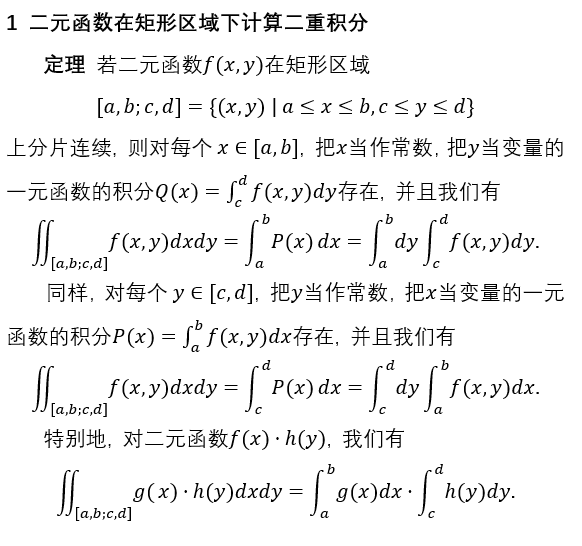 1 二元函数在矩形区域下计算二重积分
定理 若二元函数f(x,y)在矩形区域
[a,b;c,d] = {(x,y) | a ≤ x ≤ b, c ≤ y ≤ d}
上分片连续, 则对每个 x ∈ [a,b], 把x当作常数, 把y当变量的
一元函数的积分Q(x) = ∫_c^d f(x,y)dy存在, 并且我们有
∬_[a,b;c,d] f(x,y)dxdy = ∫_a^b P(x) dx = ∫_a^b dy ∫_c^d f(x,y)dy.
同样, 对每个 y ∈ [c,d], 把y当作常数, 把x当变量的一元
函数的积分P(x) = ∫_a^b f(x,y)dx存在, 并且我们有
∬_[a,b;c,d] f(x,y)dxdy = ∫_c^d P(x) dx = ∫_c^d dy ∫_a^b f(x,y)dx.
特别地, 对二元函数f(x) · h(y), 我们有
∬_[a,b;c,d] g(x) · h(y)dxdy = ∫_a^b g(x)dx · ∫_c^d h(y)dy.